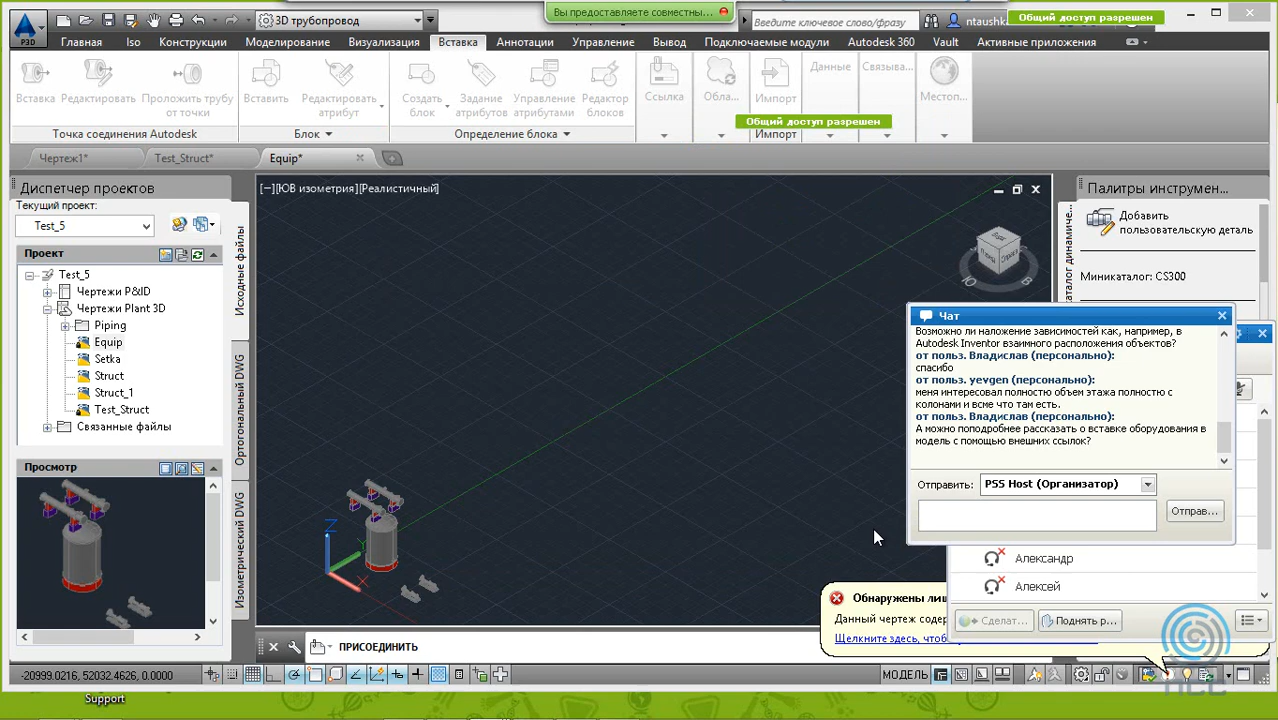 3D трубопровод
Вы предоставляете совместны...
Введите ключевое слово/фразу
ntaushk
Общий доступ разрешен
P3D
Главная
Iso
Конструкции
Моделирование
Визуализация
Вставка
Аннотации
Управление
Вывод
Подключаемые модули
Autodesk 360
Vault
Активные приложения
Вставка
Редактировать
Проложить трубу
от точки
Вставить
Редактировать
атрибут
Создать
блок
Задание
атрибутов
Управление
атрибутами
Редактор
блоков
Ссылка
Обла...
Импорт
Данные
Связыва...
Местоп...
Общий доступ разрешен
Точка соединения Autodesk
Блок
Определение блока
Импорт
Чертеж1*
Test_Struct*
Equip*
Диспетчер проектов
Текущий проект:
Test_5
Проект
Test_5
Чертежи P&ID
Чертежи Plant 3D
Piping
Equip
Setka
Struct
Struct_1
Test_Struct
Связанные файлы
Просмотр
Исходные файлы
Ортогональный DWG
Изометрический DWG
[−][ЮВ изометрия][Реалистичный]
Z
Y
X
Ю
В
Палитры инструмен...
Добавить
пользовательскую деталь
Миникаталог: CS300
Чат
Возможно ли наложение зависимостей как, например, в
Autodesk Inventor взаимного расположения объектов?
от польз. Владислав (персонально):
спасибо
от польз. yevgen (персонально):
меня интересовал полностью объем этажа полностью с
колонами и всме что там есть.
от польз. Владислав (персонально):
А можно поподробнее рассказать о вставке оборудования в
модель с помощью внешних ссылок?
Отправить:
PSS Host (Организатор)
Отправ...
Александр
Алексей
Сделат...
Поднять р...
Обнаружены
Данный чертеж
Щелкните здесь,
ПРИСОЕДИНИТЬ
-20999.0216, 52032.4626, 0.0000
МОДЕЛЬ
Support